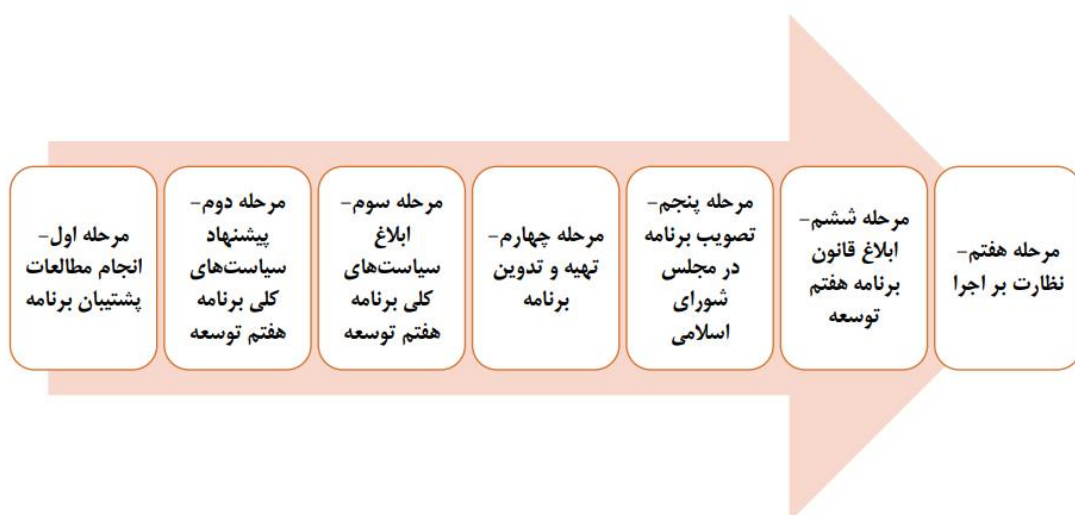 مرحله اول–
انجام مطالعات
پشتیبان برنامه
مرحله دوم–
پیشنهاد
سیاست‌های
کلی برنامه
هفتم توسعه
مرحله سوم–
ابلاغ
سیاست‌های
کلی برنامه
هفتم توسعه
مرحله چهارم–
تهیه و تدوین
برنامه
مرحله پنجم–
تصویب برنامه
در مجلس
شورای
اسلامی
مرحله ششم–
ابلاغ قانون
برنامه هفتم
توسعه
مرحله هفتم–
نظارت بر اجرا